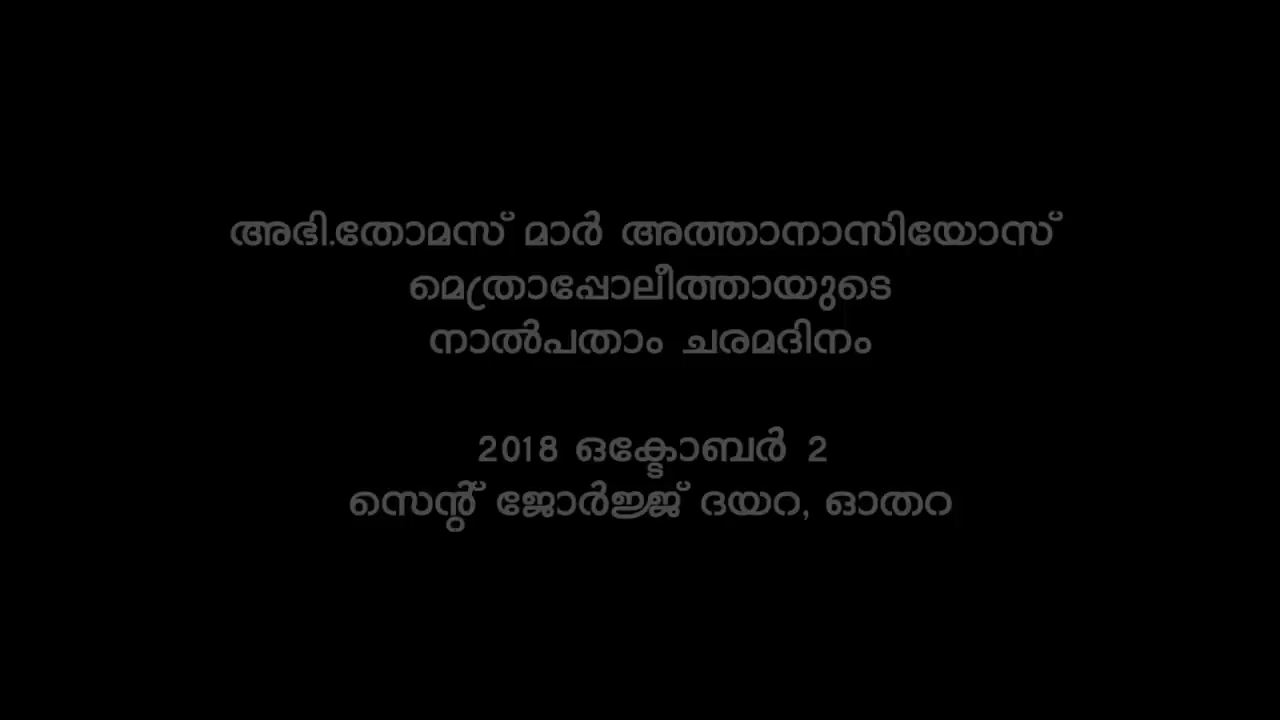 അഭി.തോമസ് മാർ അത്താനാസിയോസ്
മെത്രാപ്പോലീത്തായുടെ
നാൽപതാം ചരമദിനം
2018 ഒക്ടോബർ 2
സെന്റ് ജോർജ്ജ് ദയറ, ഓതറ